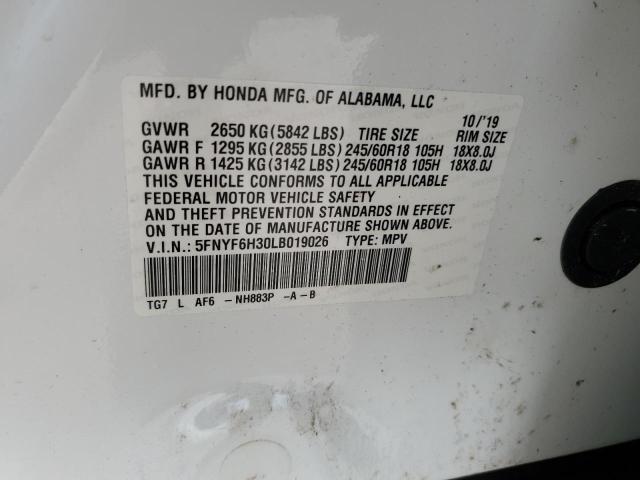 MFD. BY HONDA MFG. OF ALABAMA, LLC
10/'19
GVWR 2650 KG(5842 LBS) TIRE SIZE RIM SIZE
GAWR F 1295 KG(2855 LBS)245/60R18 105H 18X8.0J
GAWR R 1425 KG(3142 LBS)245/60R18 105H 18X8.0J
THIS VEHICLE CONFORMS TO ALL APPLICABLE
FEDERAL MOTOR VEHICLE SAFETY
AND THEFT PREVENTION STANDARDS IN EFFECT
ON THE DATE OF MANUFACTURE SHOWN ABOVE.
V.I.N.: 5FNYF6H30LB019026 TYPE: MPV
TG7 L AF6 - NH883P -A-B